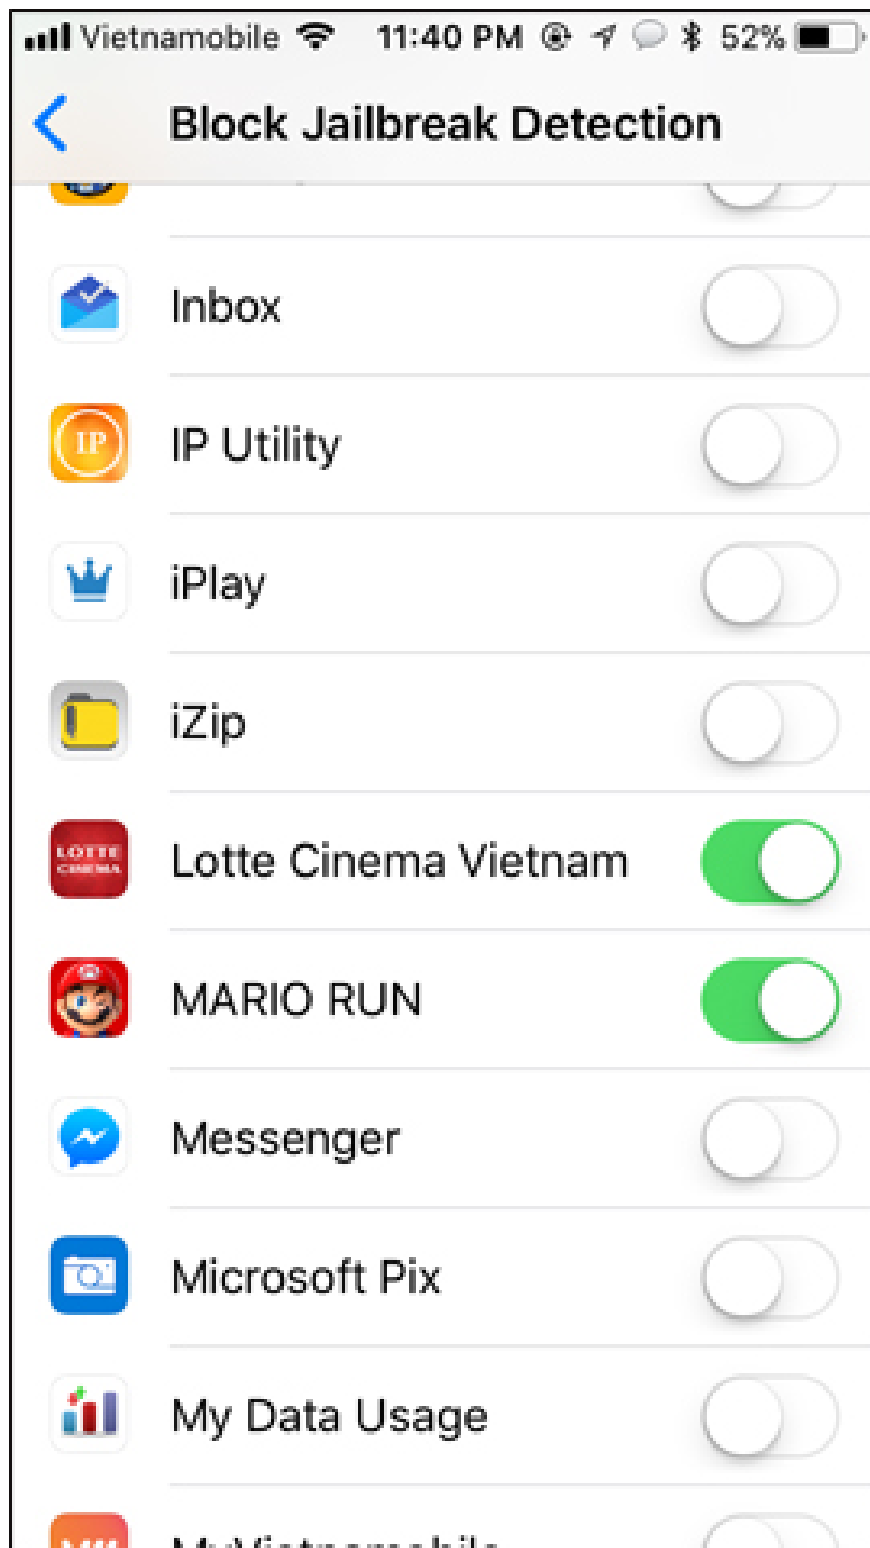 Vietnamobile 11:40 PM 52%
Block Jailbreak Detection
Inbox
IP
IP Utility
iPlay
iZip
LOTTE
CINEMA
Lotte Cinema Vietnam
MARIO RUN
Messenger
Microsoft Pix
My Data Usage
MyVietnamobile